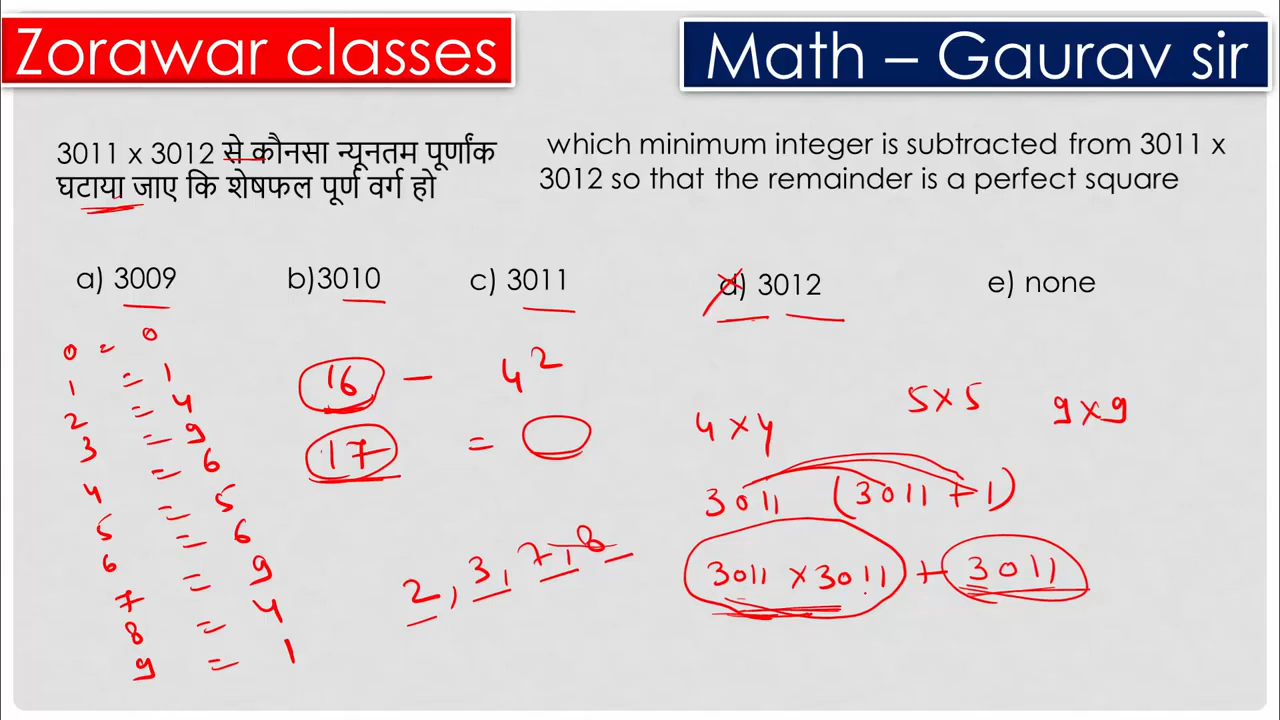 Zorawar classes
Math – Gaurav sir
3011 x 3012 से कौनसा न्यूनतम पूर्णांक
घटाया जाए कि शेषफल पूर्ण वर्ग हो
which minimum integer is subtracted from 3011 x
3012 so that the remainder is a perfect square
a) 3009 b)3010 c) 3011 d) 3012 e) none
0 = 0
1 = 1
2 = 4
3 = 9
4 = 6
5 = 5
6 = 6
7 = 9
8 = 4
9 = 1
16 – 4²
17 =
2, 3, 7, 8
4 x 4
5 x 5
9 x 9
3011 (3011 + 1)
3011 x 3011 + 3011